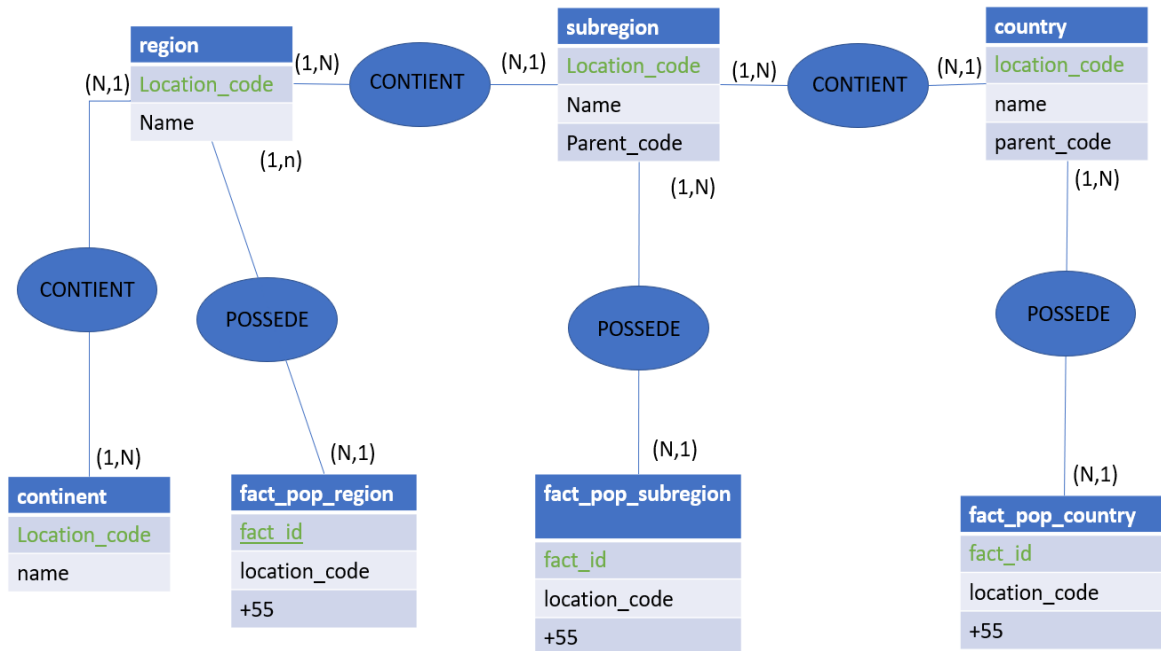 region
Location_code
Name
(1,N)
CONTIENT
(N,1)
subregion
Location_code
Name
Parent_code
(1,N)
CONTIENT
(N,1)
country
location_code
name
parent_code
(N,1)
(1,n)
(1,N)
(1,N)
CONTIENT
POSSEDE
POSSEDE
POSSEDE
(1,N)
(N,1)
(N,1)
(N,1)
continent
Location_code
name
fact_pop_region
fact_id
location_code
+55
fact_pop_subregion
fact_id
location_code
+55
fact_pop_country
fact_id
location_code
+55